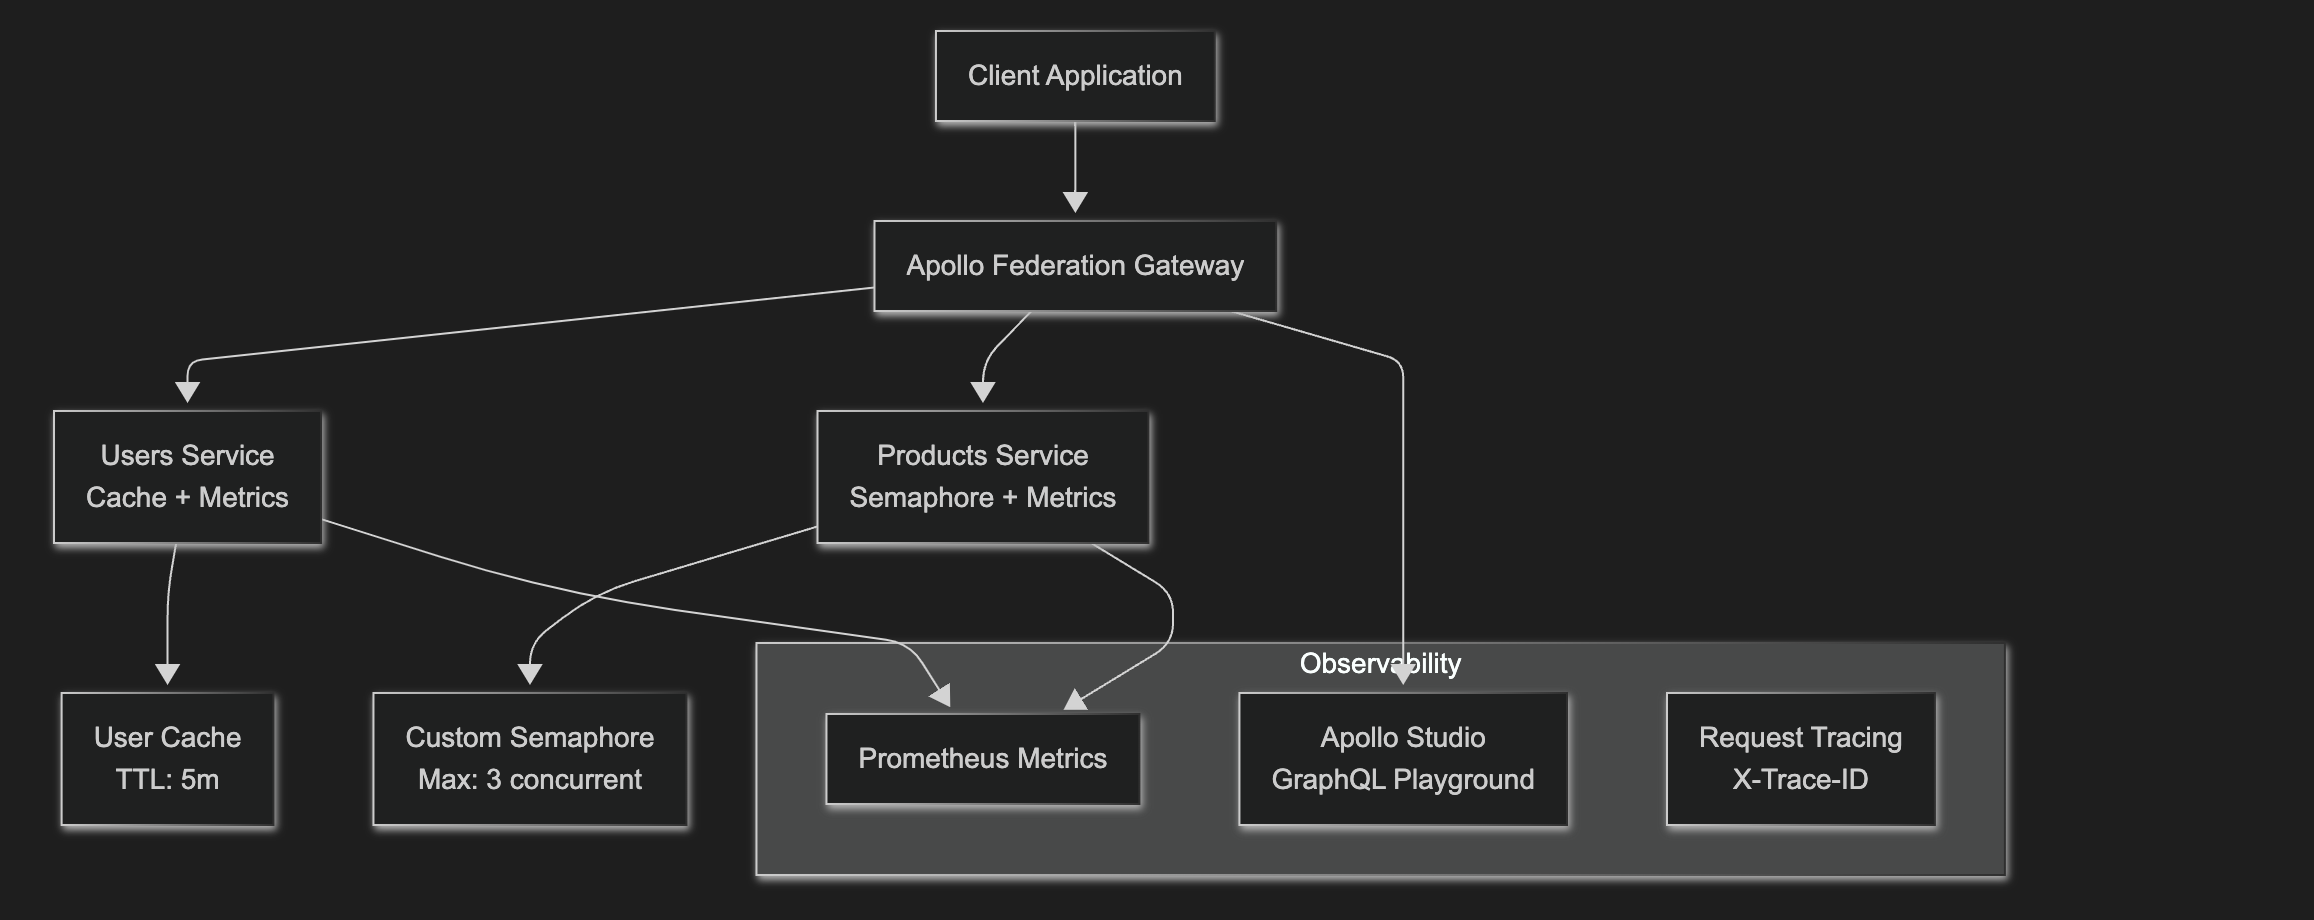 Client Application
Apollo Federation Gateway
Users Service
Cache + Metrics
Products Service
Semaphore + Metrics
Observability
User Cache
TTL: 5m
Custom Semaphore
Max: 3 concurrent
Prometheus Metrics
Apollo Studio
GraphQL Playground
Request Tracing
X-Trace-ID